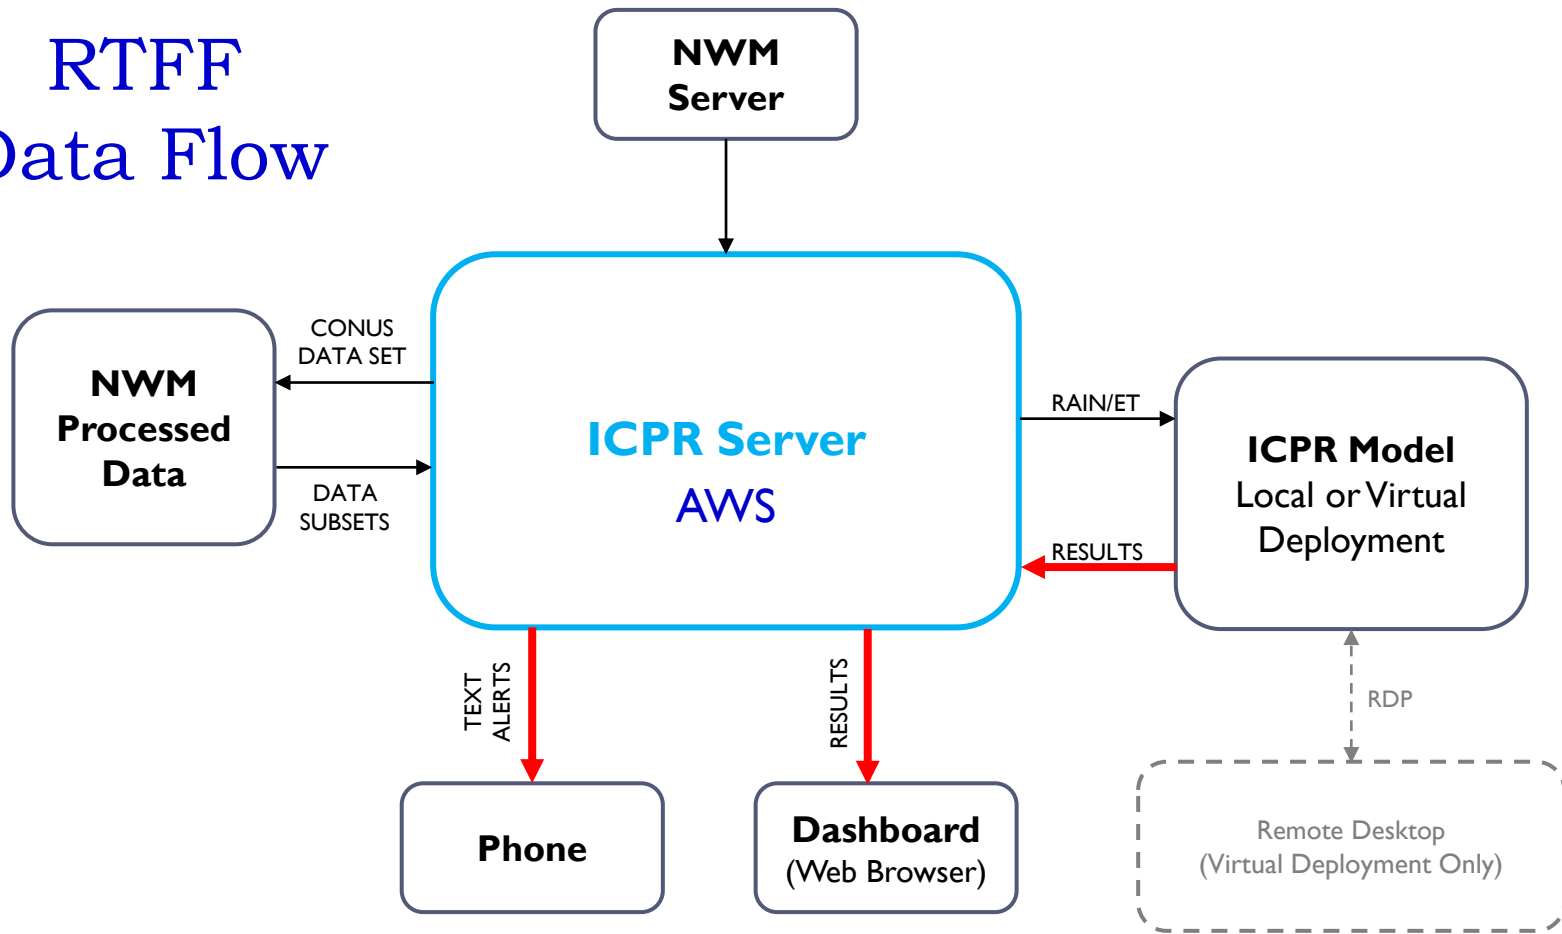 RTFF
Data Flow
NWM
Server
CONUS
DATA SET
NWM
Processed
Data
DATA
SUBSETS
ICPR Server
AWS
RAIN/ET
RESULTS
ICPR Model
Local or Virtual
Deployment
TEXT
ALERTS
RESULTS
RDP
Phone
Dashboard
(Web Browser)
Remote Desktop
(Virtual Deployment Only)